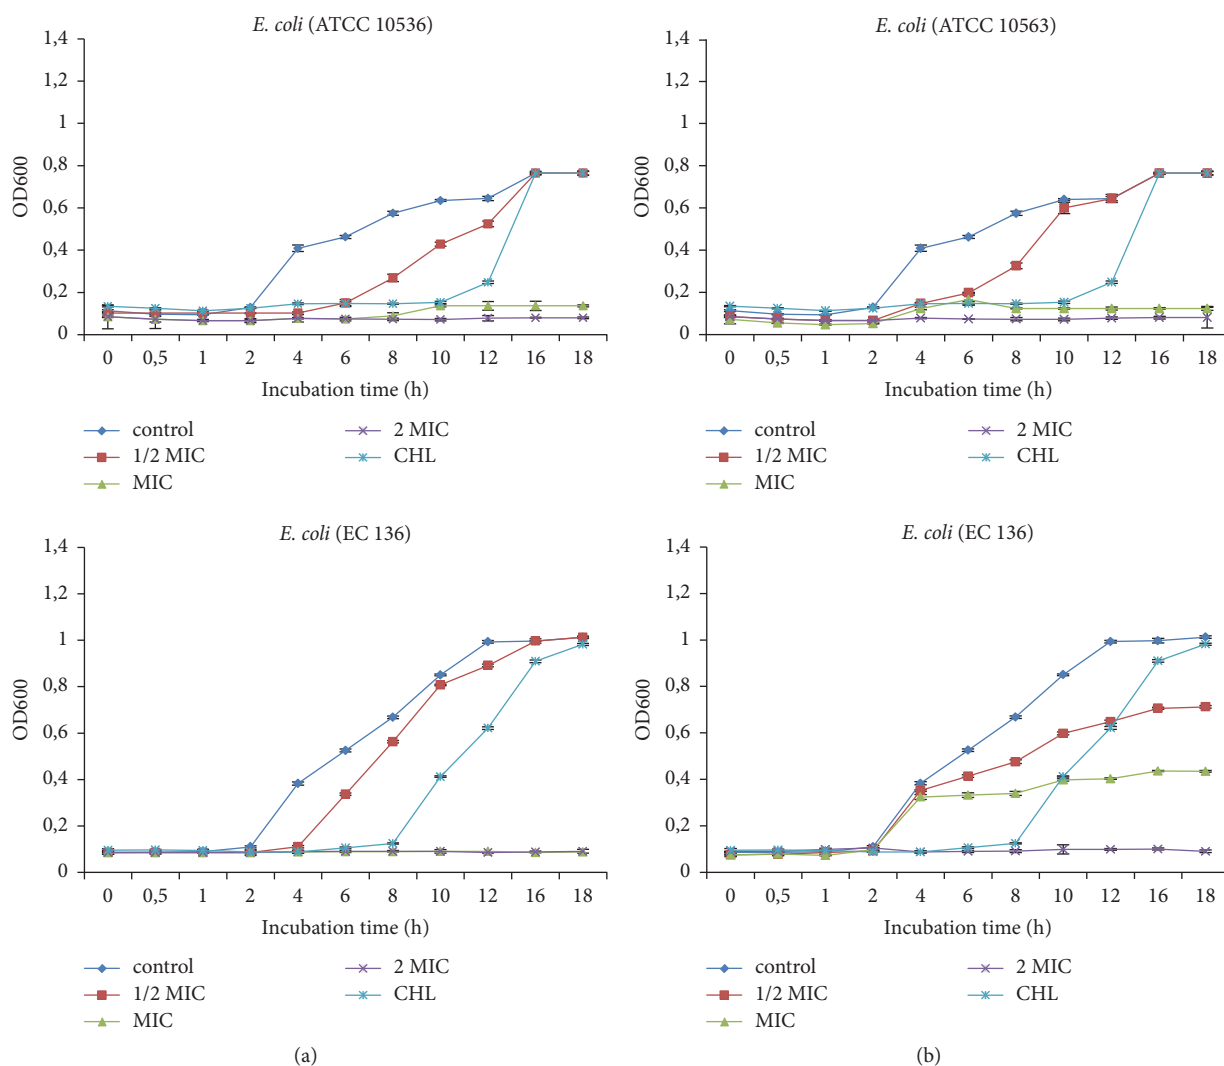 E. coli (ATCC 10536)
1,4
1,2
1
0,8
0,6
0,4
0,2
0
OD600
0 0,5 1 2 4 6 8 10 12 16 18
Incubation time (h)
control
1/2 MIC
MIC
2 MIC
CHL
E. coli (ATCC 10563)
1,4
1,2
1
0,8
0,6
0,4
0,2
0
OD600
0 0,5 1 2 4 6 8 10 12 16 18
Incubation time (h)
control
1/2 MIC
MIC
2 MIC
CHL
E. coli (EC 136)
1,4
1,2
1
0,8
0,6
0,4
0,2
0
OD600
0 0,5 1 2 4 6 8 10 12 16 18
Incubation time (h)
control
1/2 MIC
MIC
2 MIC
CHL
(a)
E. coli (EC 136)
1,4
1,2
1
0,8
0,6
0,4
0,2
0
OD600
0 0,5 1 2 4 6 8 10 12 16 18
Incubation time (h)
control
1/2 MIC
MIC
2 MIC
CHL
(b)